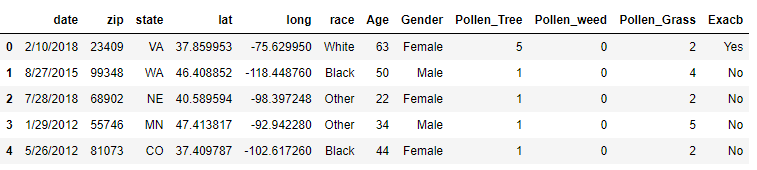 date zip state lat long race Age Gender Pollen_Tree Pollen_weed Pollen_Grass Exacb
0 2/10/2018 23409 VA 37.859953 -75.629950 White 63 Female 5 0 2 Yes
1 8/27/2015 99348 WA 46.408852 -118.448760 Black 50 Male 1 0 4 No
2 7/28/2018 68902 NE 40.589594 -98.397248 Other 22 Female 1 0 2 No
3 1/29/2012 55746 MN 47.413817 -92.942280 Other 34 Male 1 0 5 No
4 5/26/2012 81073 CO 37.409787 -102.617260 Black 44 Female 1 0 2 No